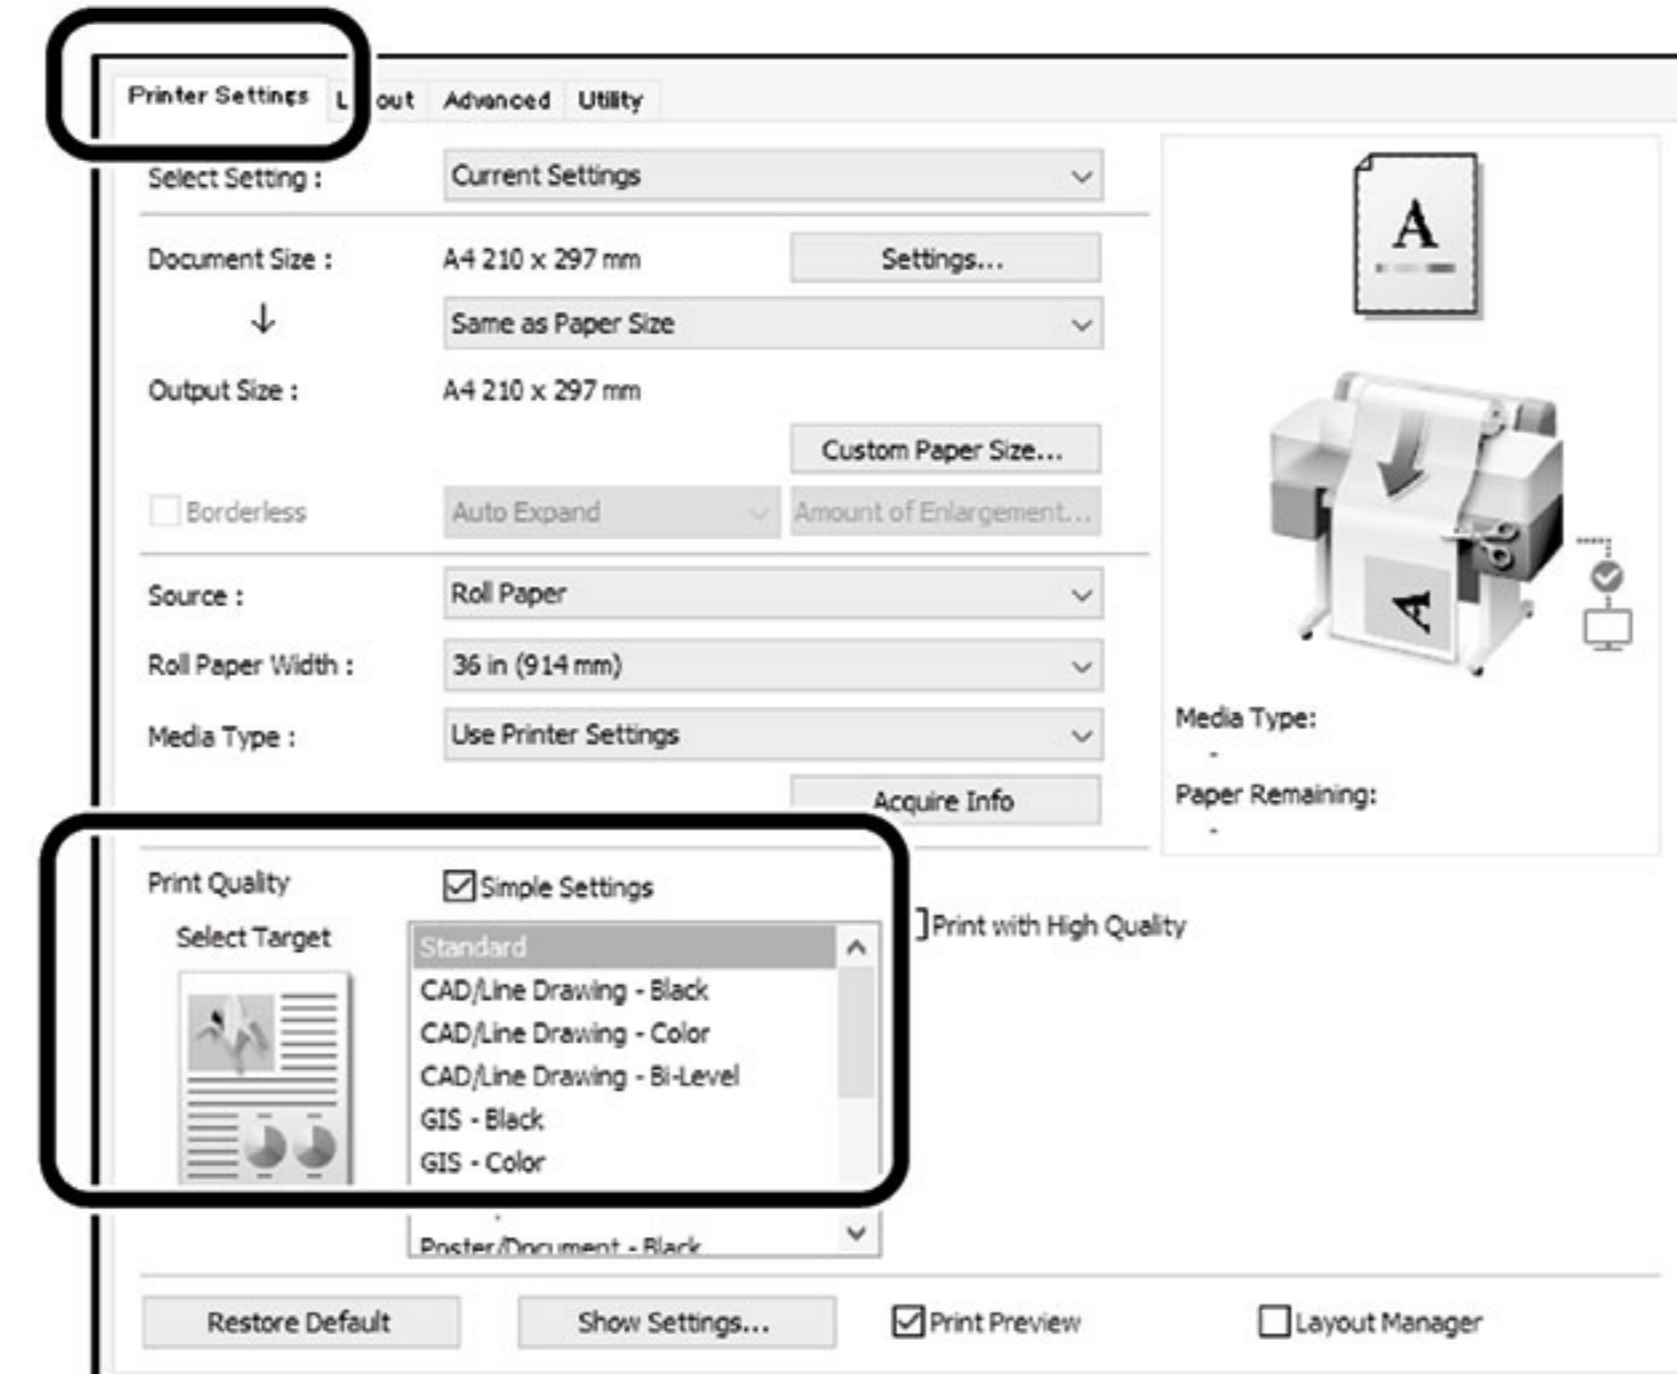 Printer Settings L out Advanced Utility
Select Setting : Current Settings
Document Size : A4 210 x 297 mm Settings...
Same as Paper Size
Output Size : A4 210 x 297 mm
Custom Paper Size...
Borderless Auto Expand Amount of Enlargement...
Source : Roll Paper
Roll Paper Width : 36 in (914 mm)
Media Type : Use Printer Settings
Acquire Info
A
A
Media Type:
-
Paper Remaining:
-
Print Quality Simple Settings
Select Target
Print with High Quality
Standard
CAD/Line Drawing - Black
CAD/Line Drawing - Color
CAD/Line Drawing - Bi-Level
GIS - Black
GIS - Color
Poster/Document - Black
Restore Default Show Settings... Print Preview Layout Manager